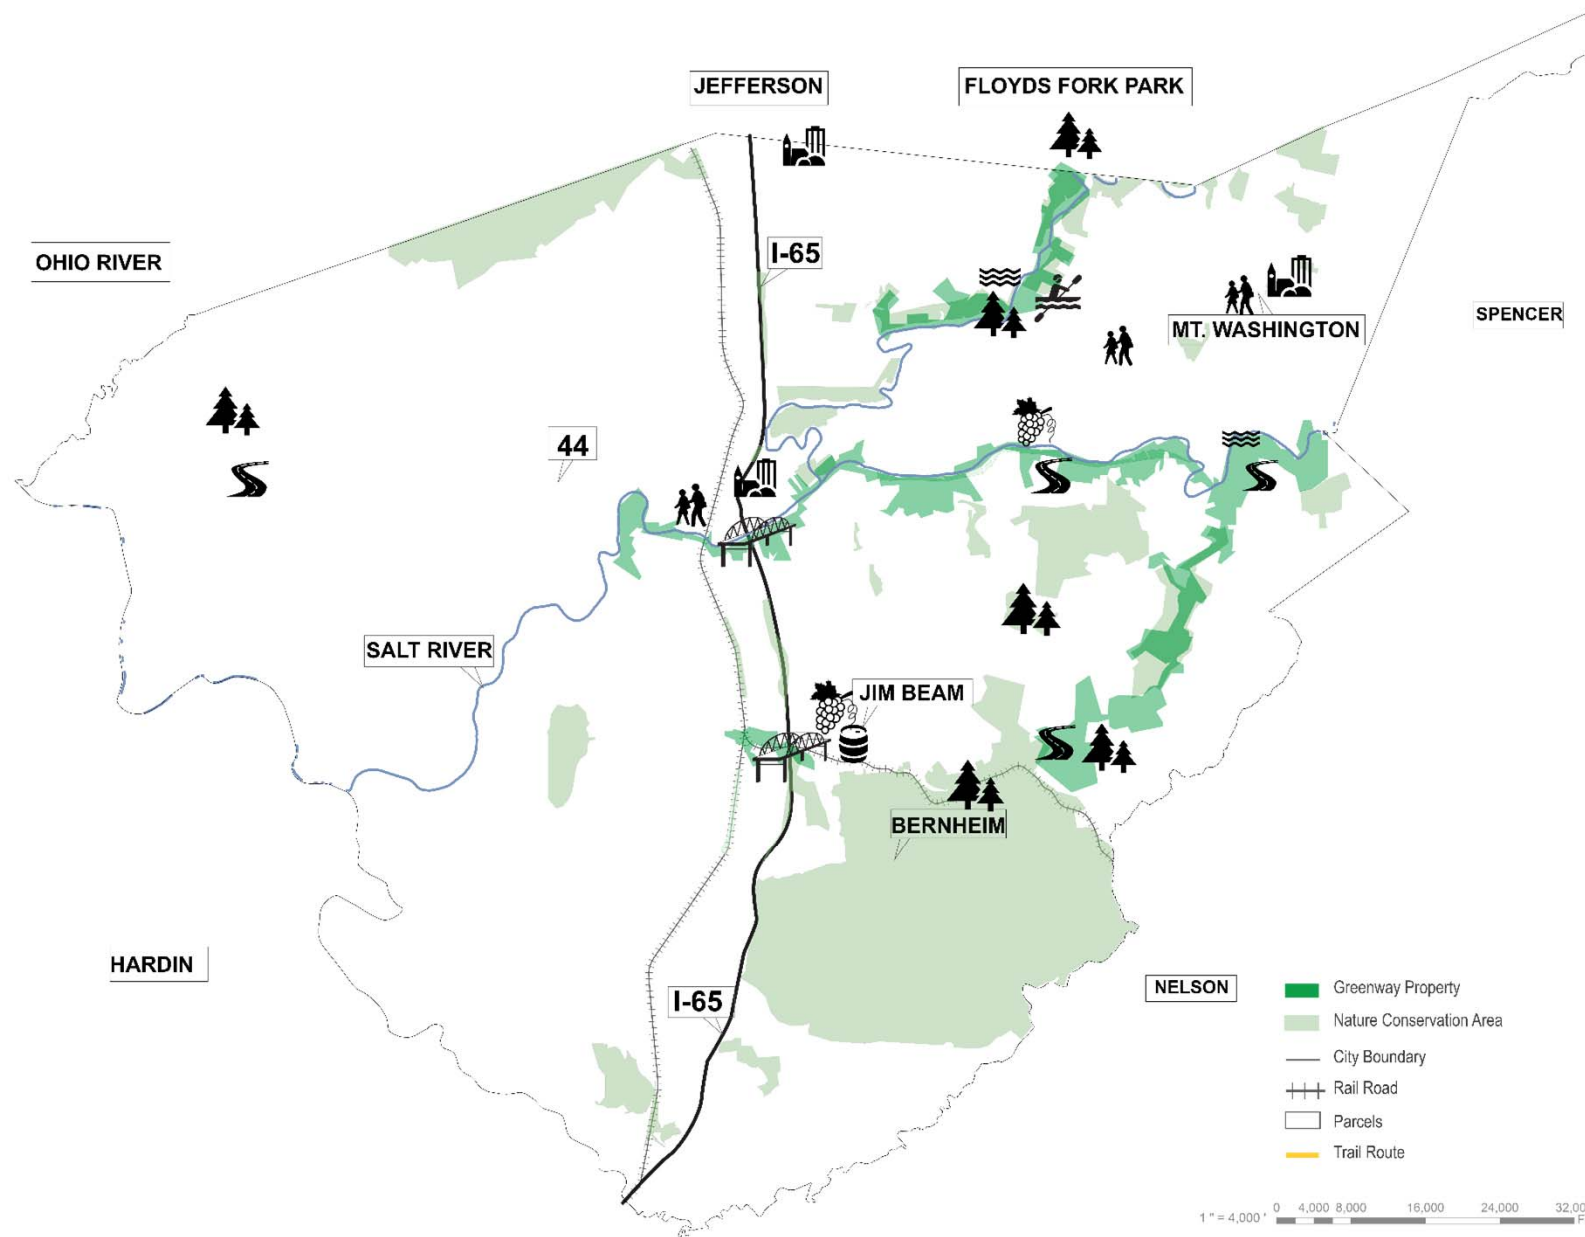 JEFFERSON
FLOYDS FORK PARK
OHIO RIVER
I-65
MT. WASHINGTON
SPENCER
44
SALT RIVER
JIM BEAM
BERNHEIM
HARDIN
I-65
NELSON
Greenway Property
Nature Conservation Area
City Boundary
Rail Road
Parcels
Trail Route
1 " = 4,000 '
0 4,000 8,000 16,000 24,000 32,00
F